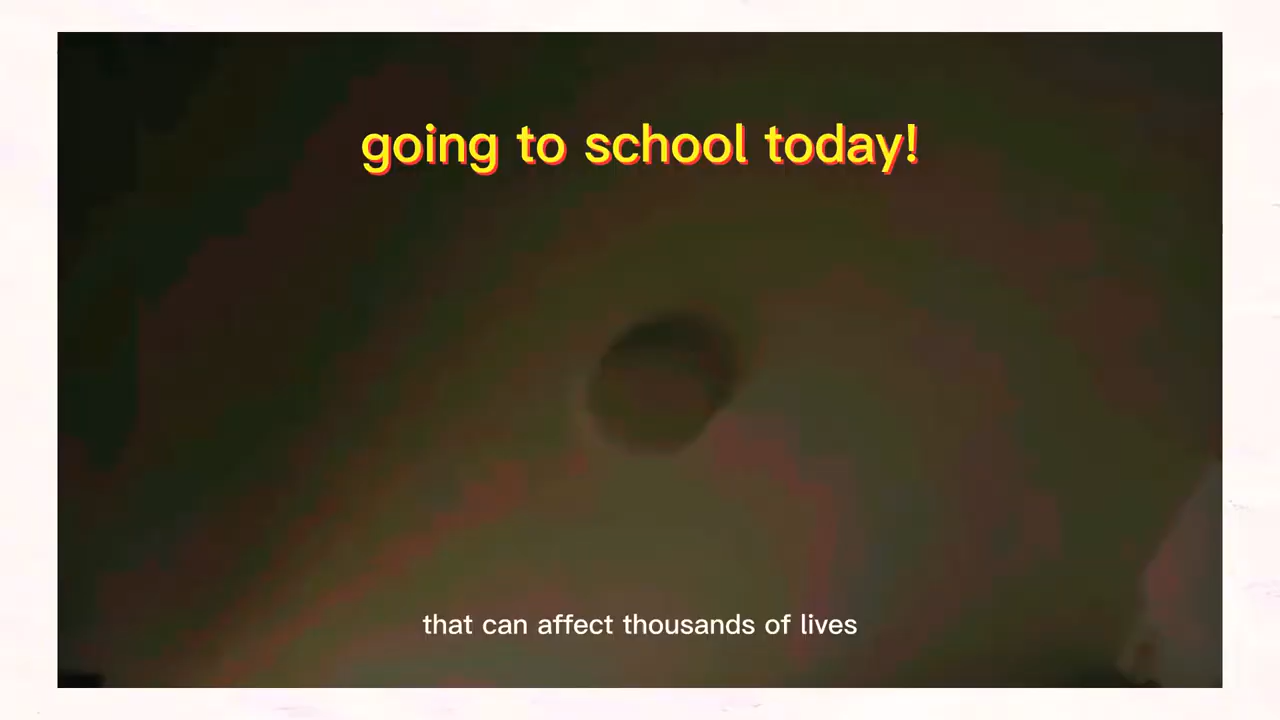 going to school today!
that can affect thousands of lives